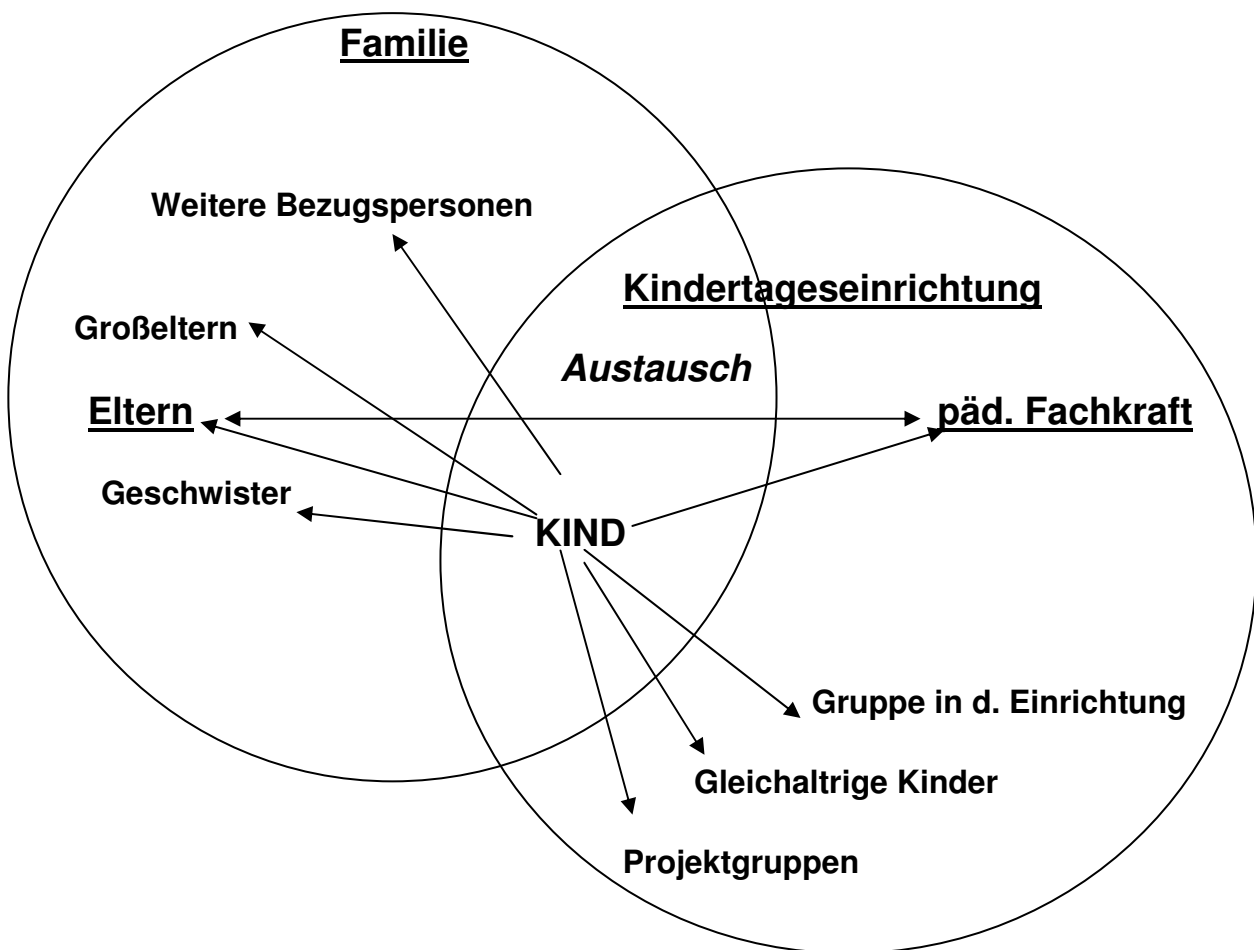 Familie
Weitere Bezugspersonen
Kindertageseinrichtung
Großeltern
Austausch
Eltern
päd. Fachkraft
Geschwister
KIND
Gruppe in d. Einrichtung
Gleichaltrige Kinder
Projektgruppen